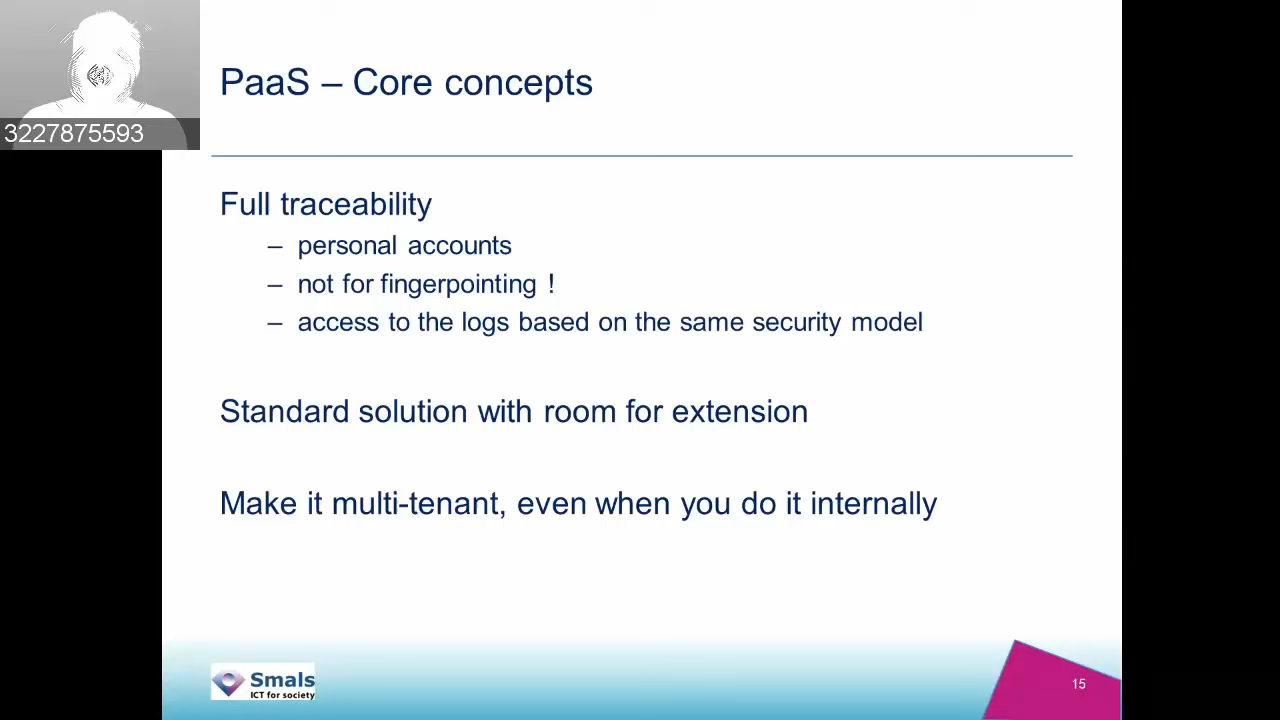 3227875593
PaaS – Core concepts
Full traceability
– personal accounts
– not for fingerpointing !
– access to the logs based on the same security model
Standard solution with room for extension
Make it multi-tenant, even when you do it internally
Smals
ICT for society
15